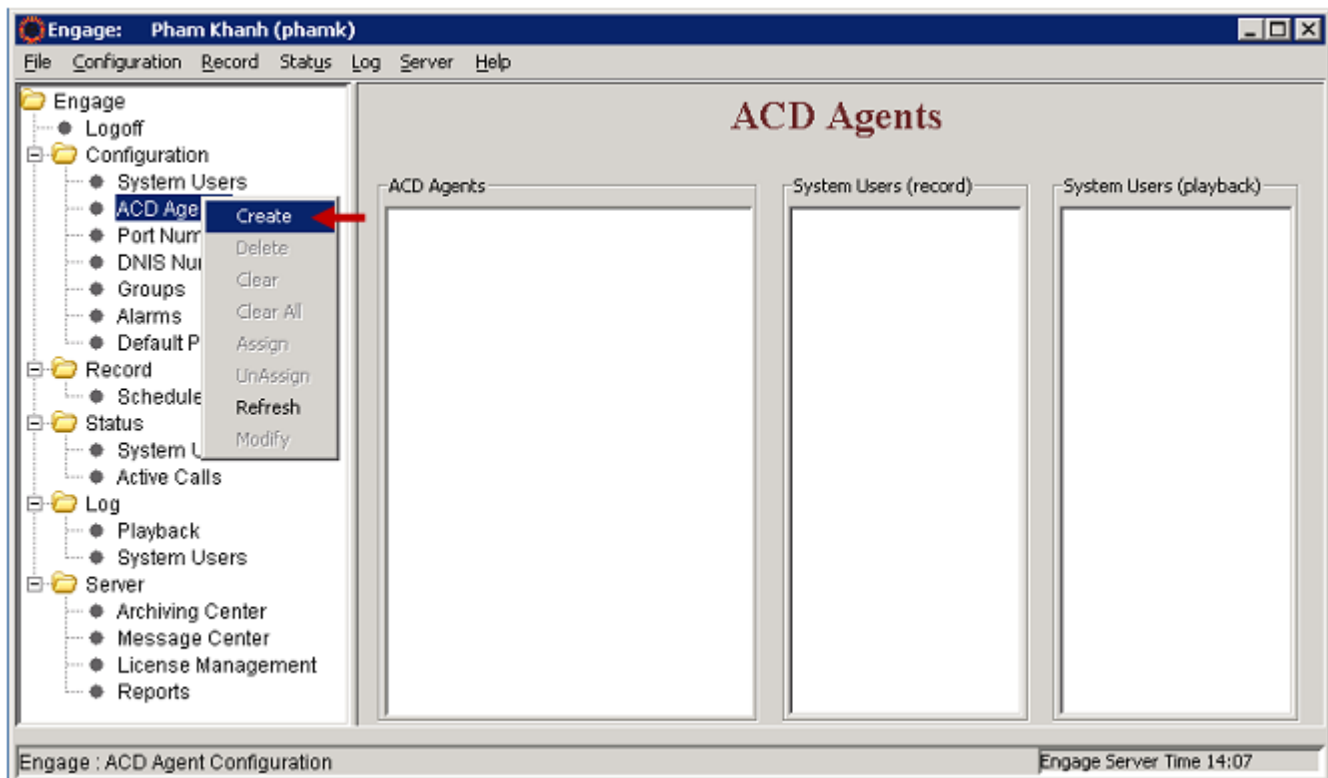 Engage: Pham Khanh (phamk)
File Configuration Record Status Log Server Help
Engage
Logoff
Configuration
System Users
ACD Age
Port Num
DNIS Nu
Groups
Alarms
Default P
Record
Schedule
Status
System U
Active Calls
Log
Playback
System Users
Server
Archiving Center
Message Center
License Management
Reports
Create
Delete
Clear
Clear All
Assign
UnAssign
Refresh
Modify
ACD Agents
ACD Agents
System Users (record)
System Users (playback)
Engage : ACD Agent Configuration
Engage Server Time 14:07